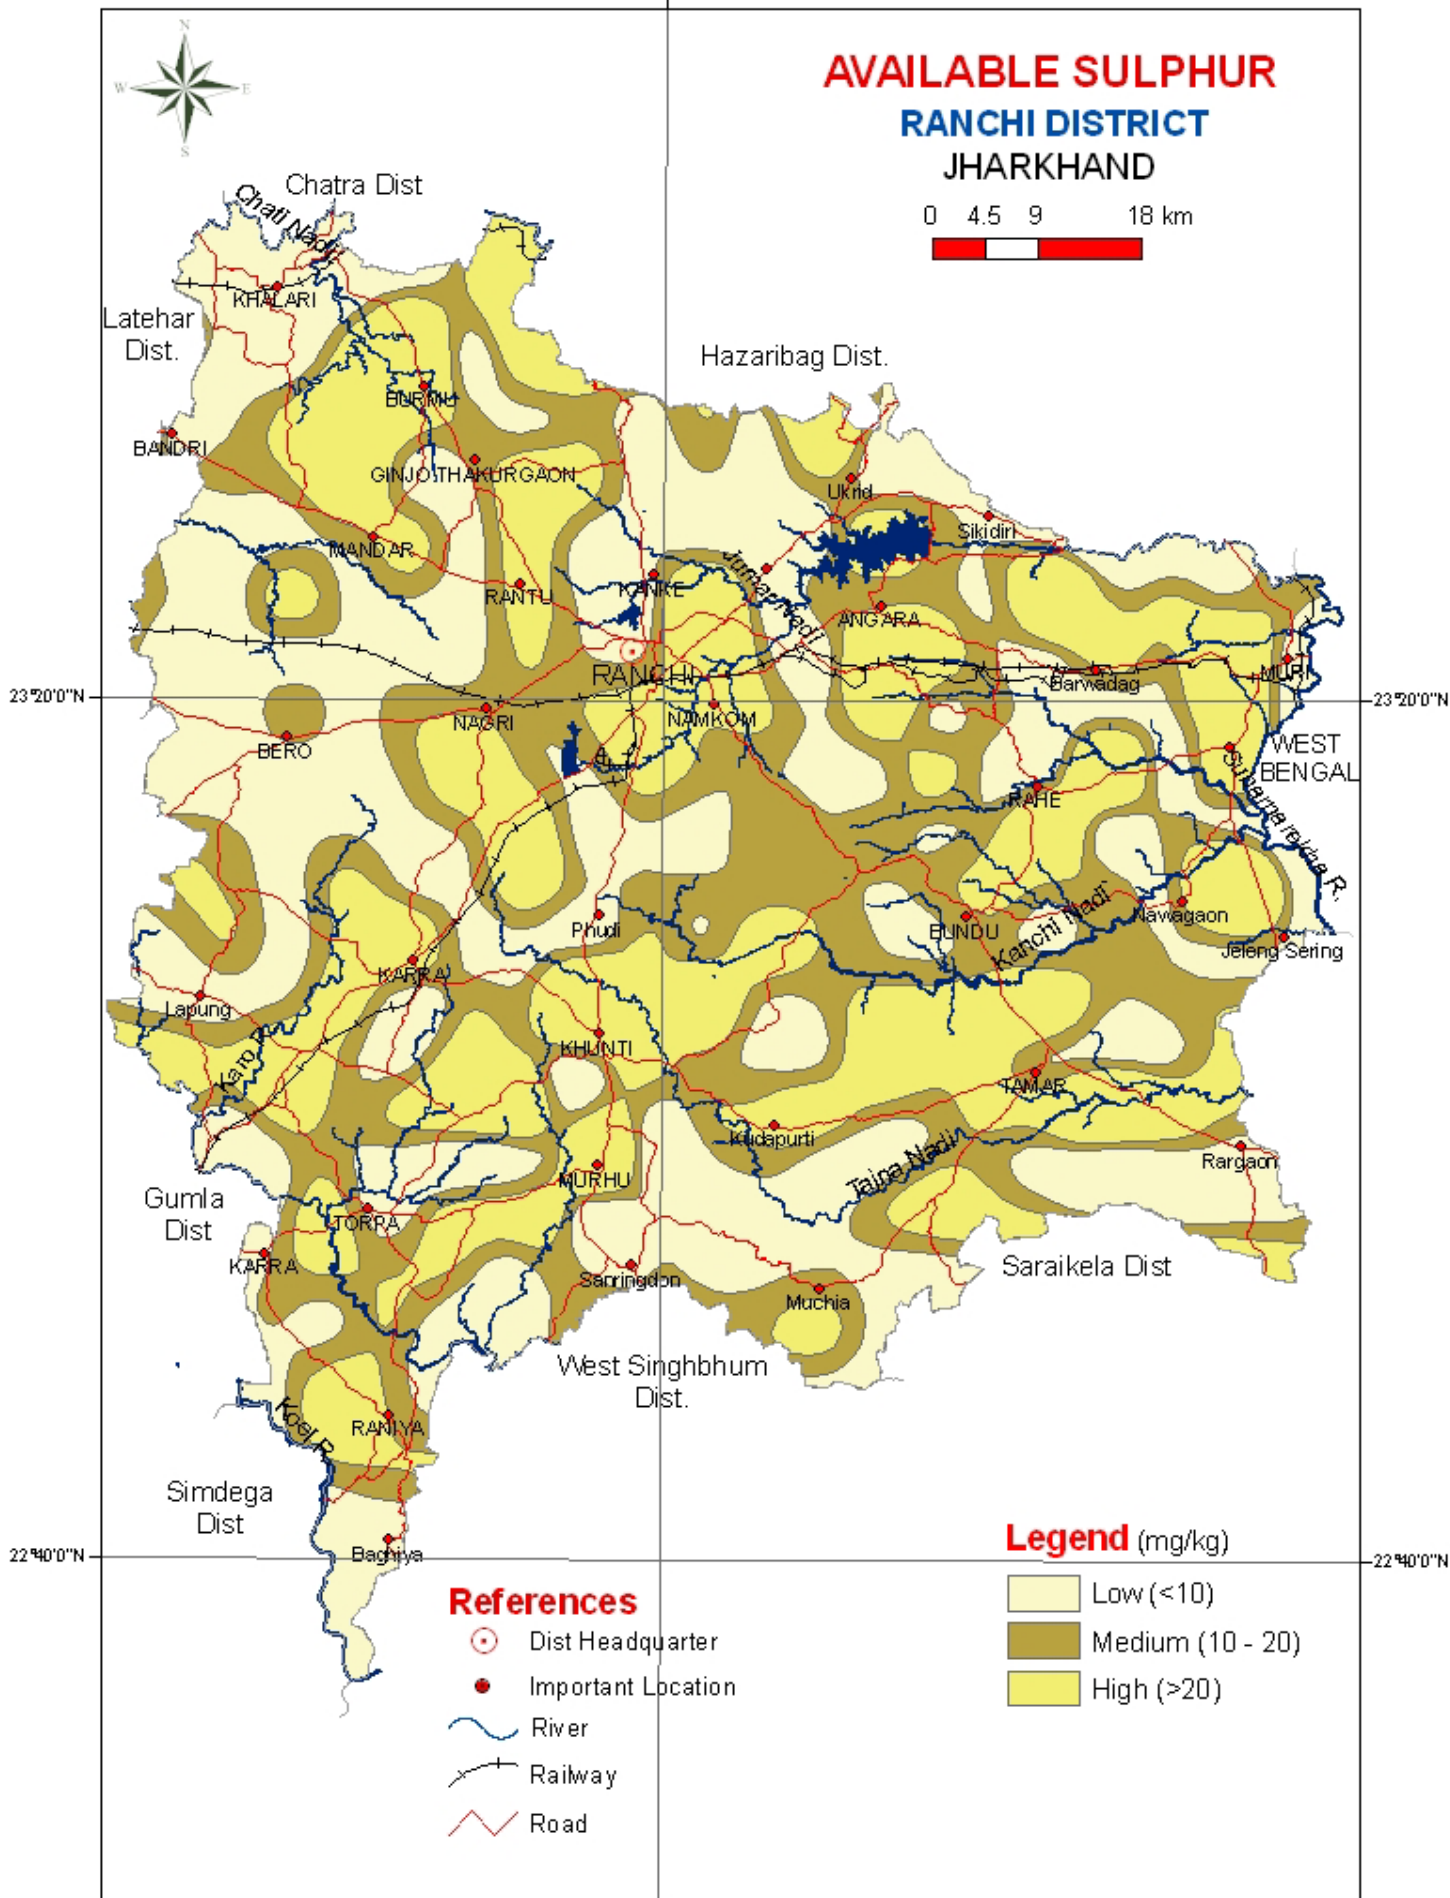 AVAILABLE SULPHUR
RANCHI DISTRICT
JHARKHAND
0 4.5 9 18 km
N
W E
S
Chatra Dist
Chati Nadi
KHALARI
Latehar
Dist.
Hazaribag Dist.
BURMU
BANDRI
GINJO THAKURGAON
Ukrid
Sikidiri
MANDAR
RANTU
KANKE
Jumar Nadi
ANGARA
RANCHI
Barwadag
MURI
23°20'0"N
23°20'0"N
NAGRI
NAMKOM
BERO
WEST
BENGAL
RAHE
Subarnarekha R.
Phudi
BUNDU
Kanchi Nadi
Nawagaon
Jeleng Sering
KARRA
Lapung
Karo R.
KHUNTI
TAMAR
Kudapurti
Tajna Nadi
Rargaon
MURHU
Gumla
Dist
TORPA
KARRA
Sanringdon
Muchia
Saraikela Dist
West Singhbhum
Dist.
RANIYA
Koel R.
Simdega
Dist
Baghiya
22°40'0"N
22°40'0"N
Legend (mg/kg)
Low (<10)
Medium (10 - 20)
High (>20)
References
Dist Headquarter
Important Location
River
Railway
Road